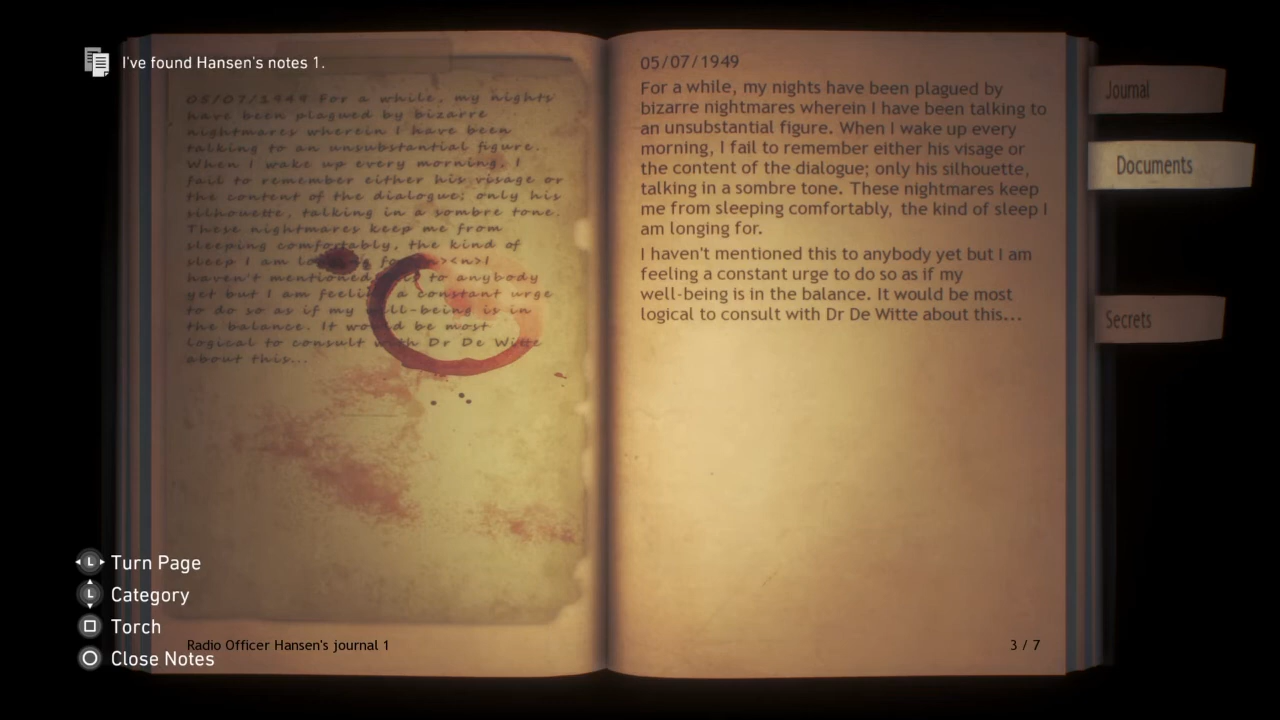 I've found Hansen's notes 1.
05/07/1949 For a while, my nights
have been plagued by bizarre
nightmares wherein I have been
talking to an unsubstantial figure.
When I wake up every morning, I
fail to remember either his visage or
the content of the dialogue; only his
silhouette, talking in a sombre tone.
These nightmares keep me from
sleeping comfortably, the kind of
sleep I am ><n>I
haven't mentioned to anybody
yet but I am a constant urge
to do so as if my well-being is in
the balance. It would be most
logical to consult with Dr De Witte
about this...
05/07/1949
For a while, my nights have been plagued by
bizarre nightmares wherein I have been talking to
an unsubstantial figure. When I wake up every
morning, I fail to remember either his visage or
the content of the dialogue; only his silhouette,
talking in a sombre tone. These nightmares keep
me from sleeping comfortably, the kind of sleep I
am longing for.
I haven't mentioned this to anybody yet but I am
feeling a constant urge to do so as if my
well-being is in the balance. It would be most
logical to consult with Dr De Witte about this...
Journal
Documents
Secrets
L Turn Page
L Category
Torch
Close Notes
Radio Officer Hansen's journal 1
3 / 7